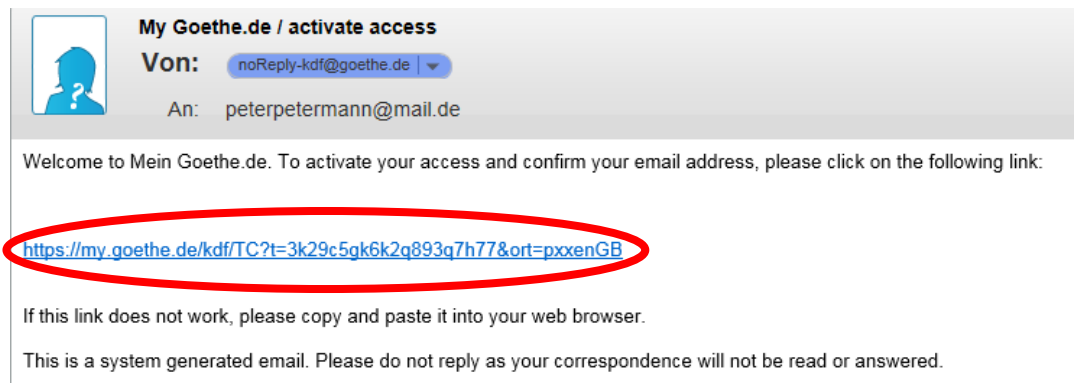 My Goethe.de / activate access
Von: noReply-kdf@goethe.de
An: peterpetermann@mail.de
Welcome to Mein Goethe.de. To activate your access and confirm your email address, please click on the following link:
https://my.goethe.de/kdf/TC?t=3k29c5gk6k2q893q7h77&ort=pxxenGB
If this link does not work, please copy and paste it into your web browser.
This is a system generated email. Please do not reply as your correspondence will not be read or answered.